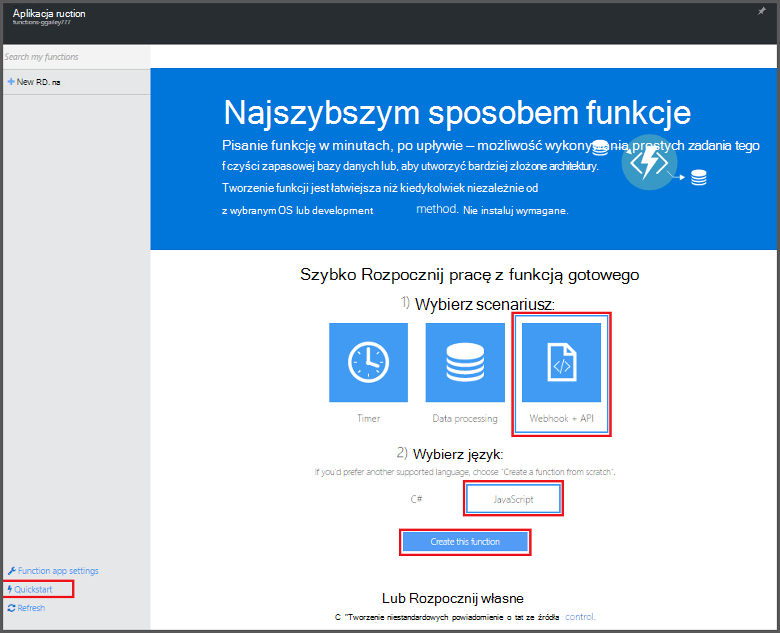 Aplikacja ruction
functions-ggailey777
Search my functions
New RD. na
Najszybszym sposobem funkcje
Pisanie funkcję w minutach, po upływie – możliwość wykonywania prostych zadania tego
f czyści zapasowej bazy danych lub, aby utworzyć bardziej złożone architektury.
Tworzenie funkcji jest łatwiejsza niż kiedykolwiek niezależnie od
z wybranym OS lub development method. Nie instaluj wymagane.
Szybko Rozpocznij pracę z funkcją gotowego
1) Wybierz scenariusz:
Timer Data processing Webhook + API
2) Wybierz język:
If you'd prefer another supported language, choose "Create a function from scratch".
C# JavaScript
Create this function
Function app settings
Quickstart
Refresh
Lub Rozpocznij własne
C "Tworzenie niestandardowych powiadomienie o tat ze źródła control.